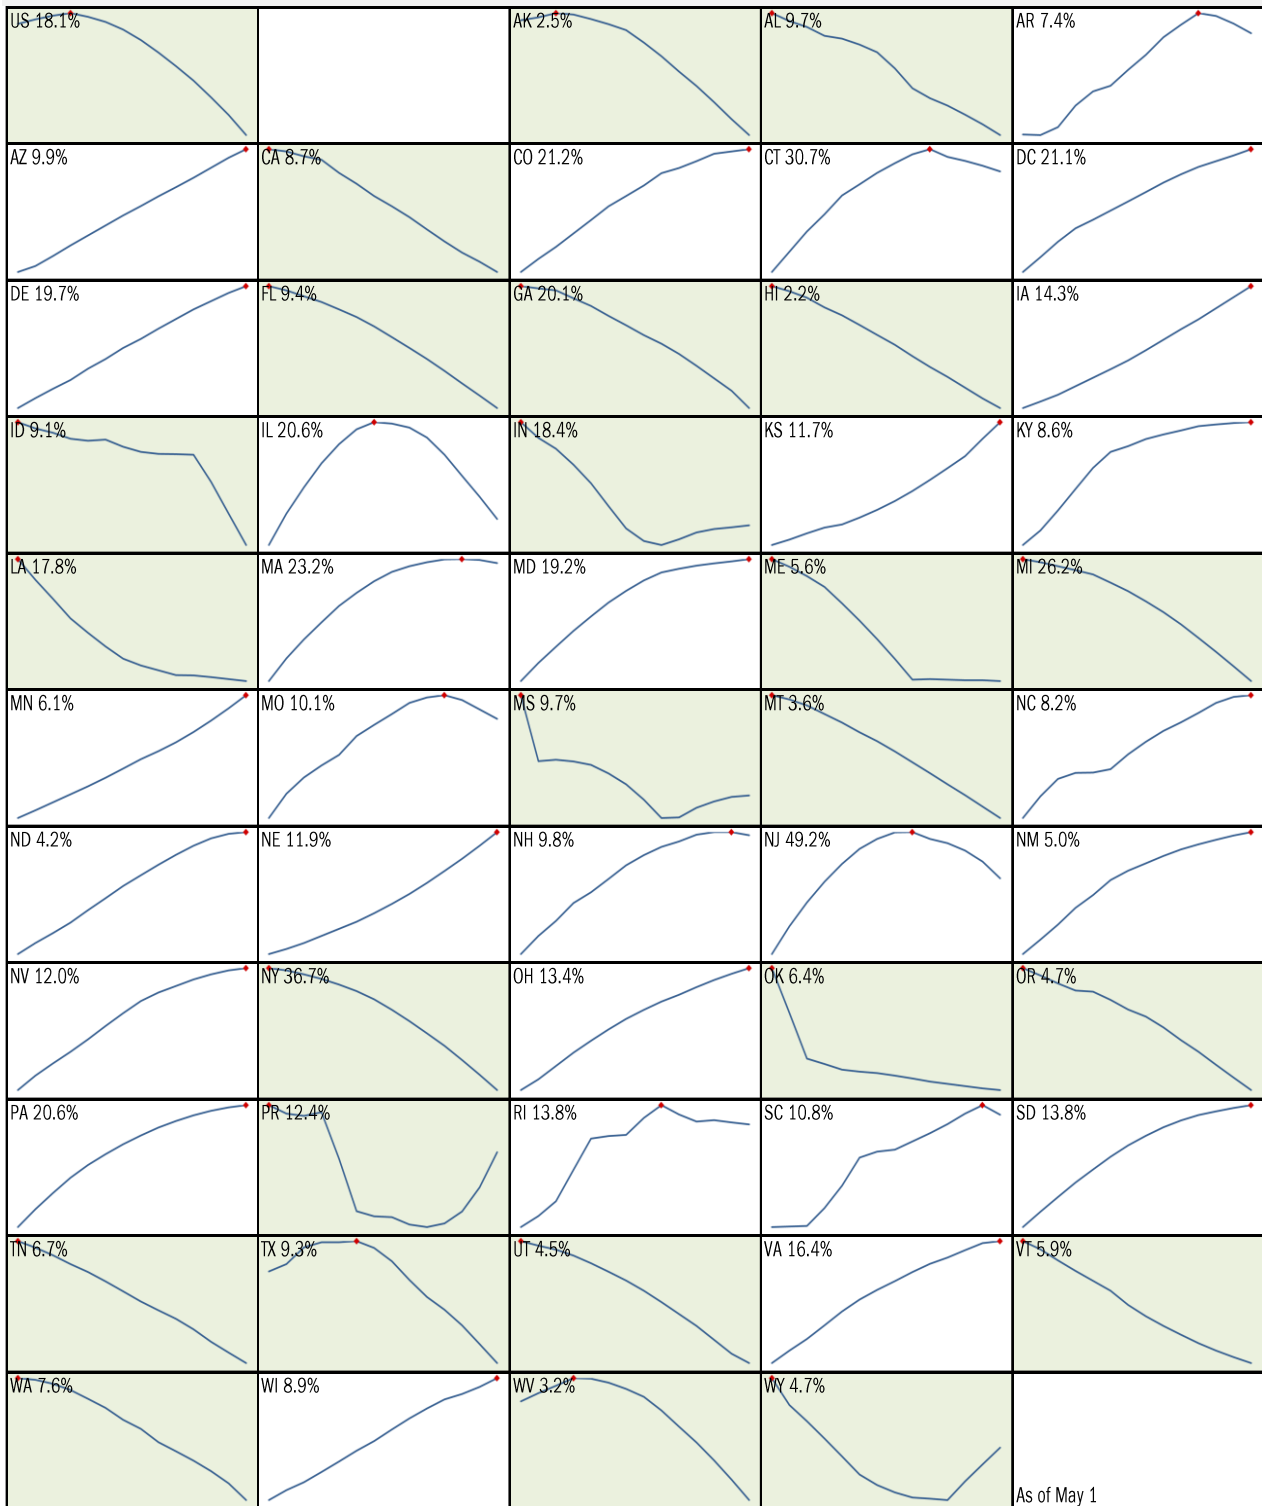 US 18.1%
AK 2.5%
AL 9.7%
AR 7.4%
AZ 9.9%
CA 8.7%
CO 21.2%
CT 30.7%
DC 21.1%
DE 19.7%
FL 9.4%
GA 20.1%
HI 2.2%
IA 14.3%
ID 9.1%
IL 20.6%
IN 18.4%
KS 11.7%
KY 8.6%
LA 17.8%
MA 23.2%
MD 19.2%
ME 5.6%
MI 26.2%
MN 6.1%
MO 10.1%
MS 9.7%
MT 3.6%
NC 8.2%
ND 4.2%
NE 11.9%
NH 9.8%
NJ 49.2%
NM 5.0%
NV 12.0%
NY 36.7%
OH 13.4%
OK 6.4%
OR 4.7%
PA 20.6%
PR 12.4%
RI 13.8%
SC 10.8%
SD 13.8%
TN 6.7%
TX 9.3%
UT 4.5%
VA 16.4%
VT 5.9%
WA 7.6%
WI 8.9%
WV 3.2%
WY 4.7%
As of May 1